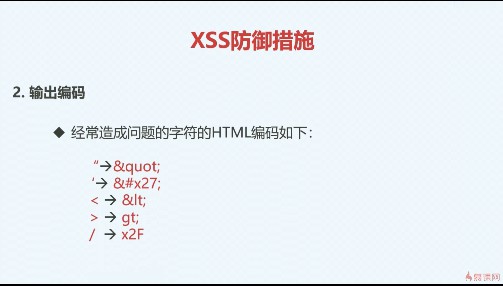 XSS防御措施
2. 输出编码
◆ 经常造成问题的字符的HTML编码如下：
“→&quot;
‘→ &#x27;
< → &lt;
> → gt;
/ → x2F
慕课网